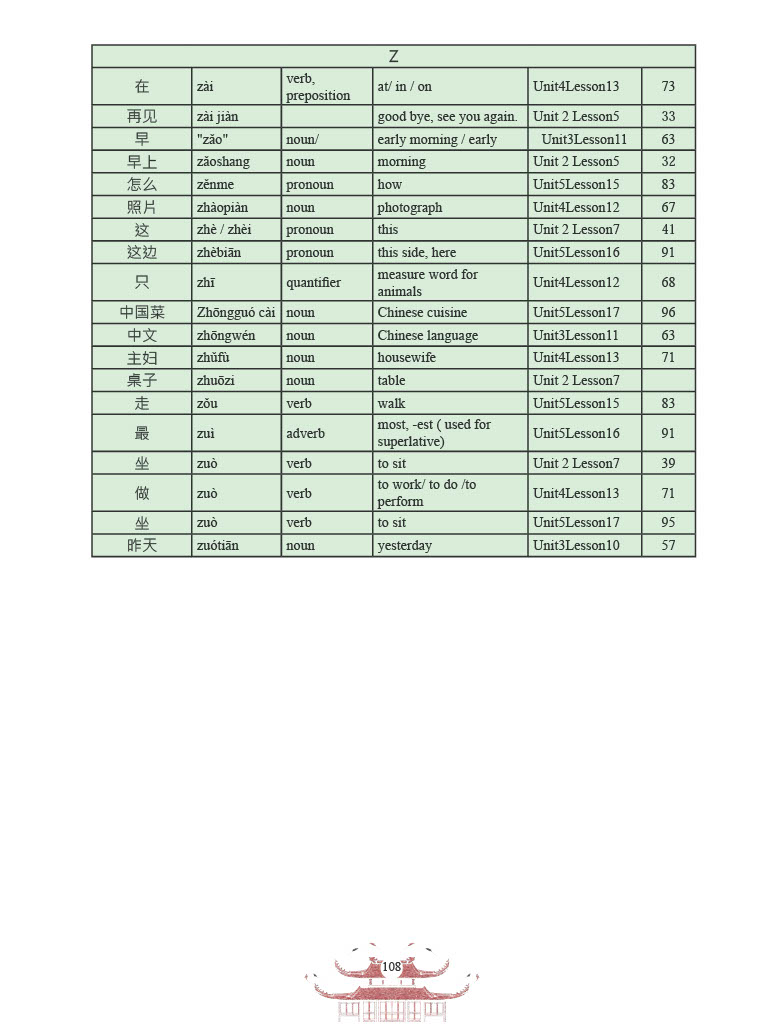 Z
在 zài verb, preposition at/ in / on Unit4Lesson13 73
再见 zài jiàn good bye, see you again. Unit 2 Lesson5 33
早 "zǎo" noun/ early morning / early Unit3Lesson11 63
早上 zǎoshang noun morning Unit 2 Lesson5 32
怎么 zěnme pronoun how Unit5Lesson15 83
照片 zhàopiàn noun photograph Unit4Lesson12 67
这 zhè / zhèi pronoun this Unit 2 Lesson7 41
这边 zhèbiān pronoun this side, here Unit5Lesson16 91
只 zhī quantifier measure word for animals Unit4Lesson12 68
中国菜 Zhōngguó cài noun Chinese cuisine Unit5Lesson17 96
中文 zhōngwén noun Chinese language Unit3Lesson11 63
主妇 zhǔfù noun housewife Unit4Lesson13 71
桌子 zhuōzi noun table Unit 2 Lesson7
走 zǒu verb walk Unit5Lesson15 83
最 zuì adverb most, -est ( used for superlative) Unit5Lesson16 91
坐 zuò verb to sit Unit 2 Lesson7 39
做 zuò verb to work/ to do /to perform Unit4Lesson13 71
坐 zuò verb to sit Unit5Lesson17 95
昨天 zuótiān noun yesterday Unit3Lesson10 57
108